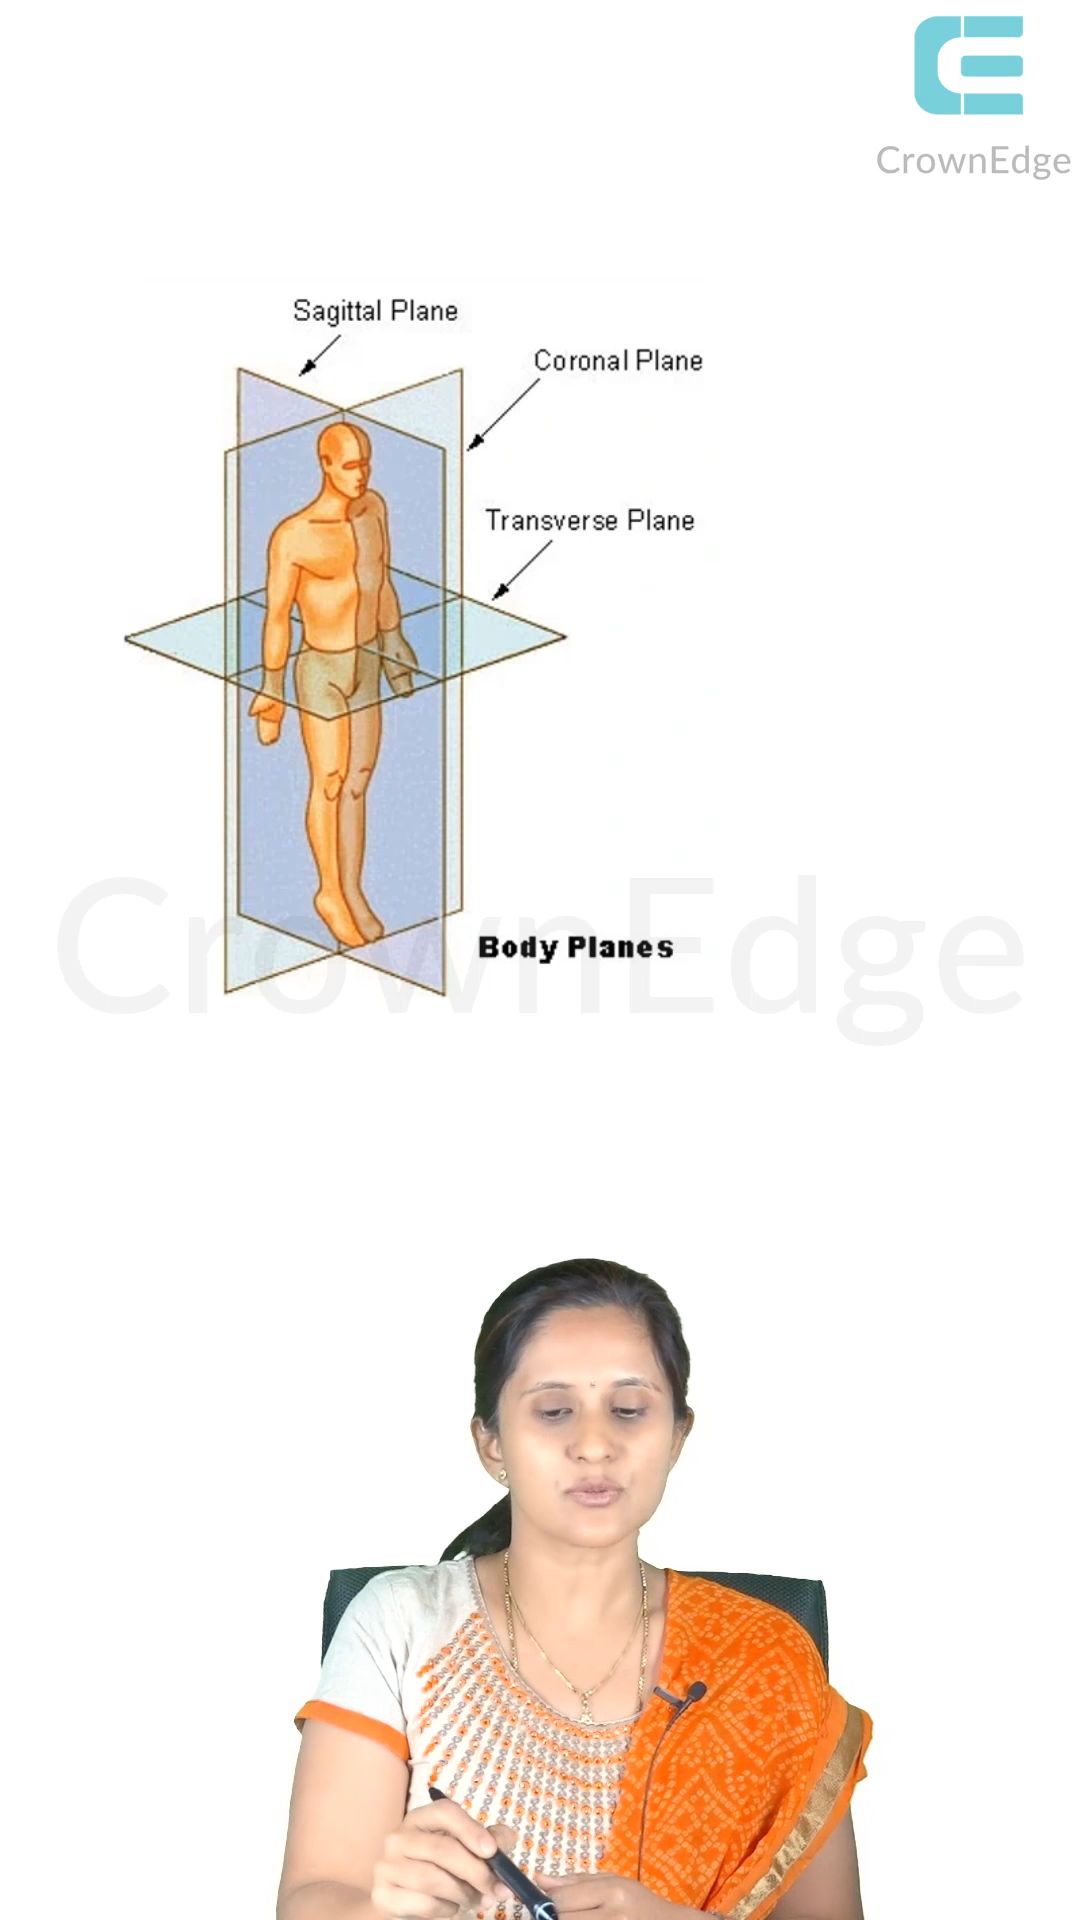 CrownEdge
Sagittal Plane
Coronal Plane
Transverse Plane
Body Planes
CrownEdge